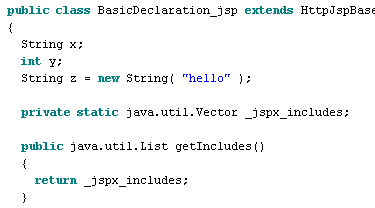 public class BasicDeclaration_jsp extends HttpJspBase
{
String x;
int y;
String z = new String( "hello" );
private static java.util.Vector _jspx_includes;
public java.util.List getIncludes()
{
return _jspx_includes;
}